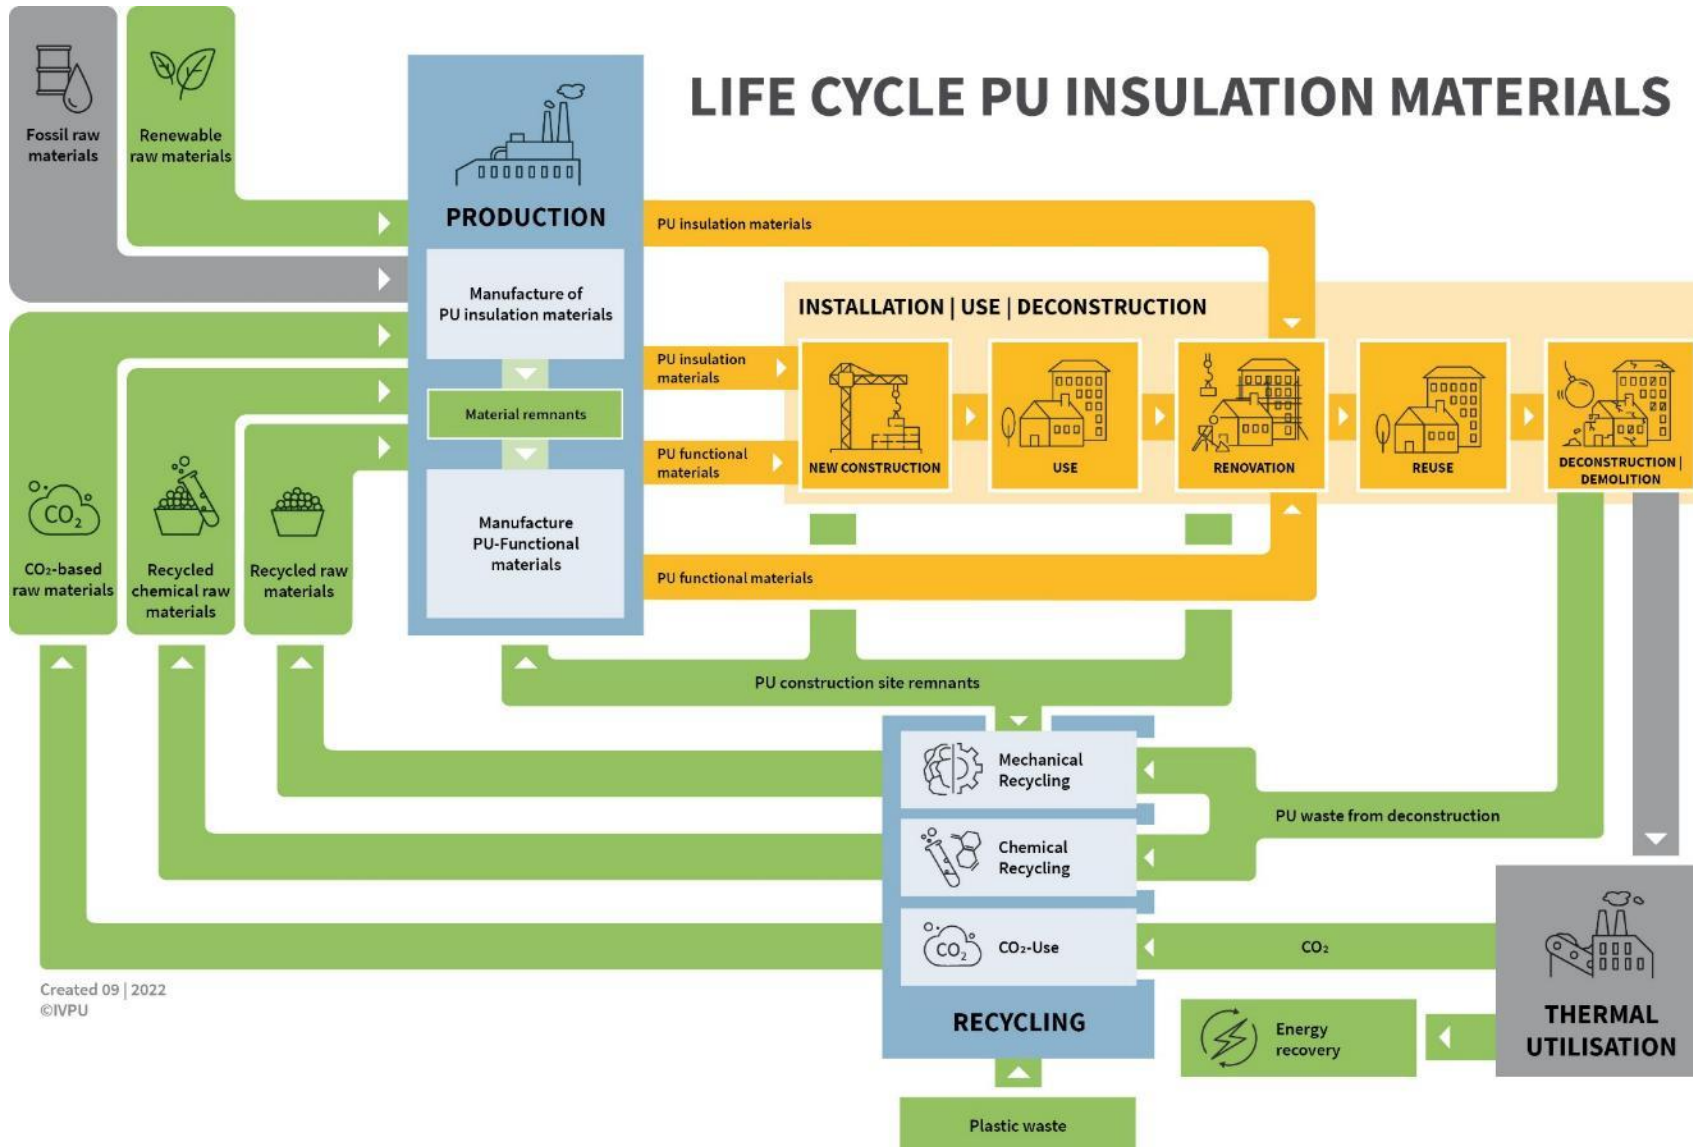 LIFE CYCLE PU INSULATION MATERIALS
Fossil raw
materials
Renewable
raw materials
PRODUCTION
Manufacture of
PU insulation materials
Material remnants
Manufacture
PU-Functional
materials
PU insulation materials
PU insulation
materials
PU functional
materials
PU functional materials
INSTALLATION | USE | DECONSTRUCTION
NEW CONSTRUCTION
USE
RENOVATION
REUSE
DECONSTRUCTION |
DEMOLITION
CO₂
CO₂-based
raw materials
Recycled
chemical raw
materials
Recycled raw
materials
PU construction site remnants
Mechanical
Recycling
Chemical
Recycling
CO₂
CO₂-Use
RECYCLING
PU waste from deconstruction
CO₂
THERMAL
UTILISATION
Energy
recovery
Plastic waste
Created 09 | 2022
©IVPU